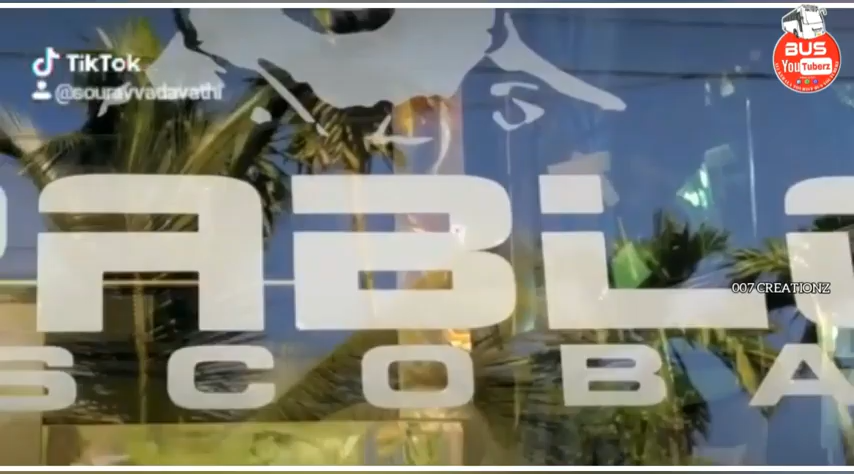 TikTok
@souravvadavathi
BUS
YouTuberz
ABL
007 CREATIONZ
SCOBA